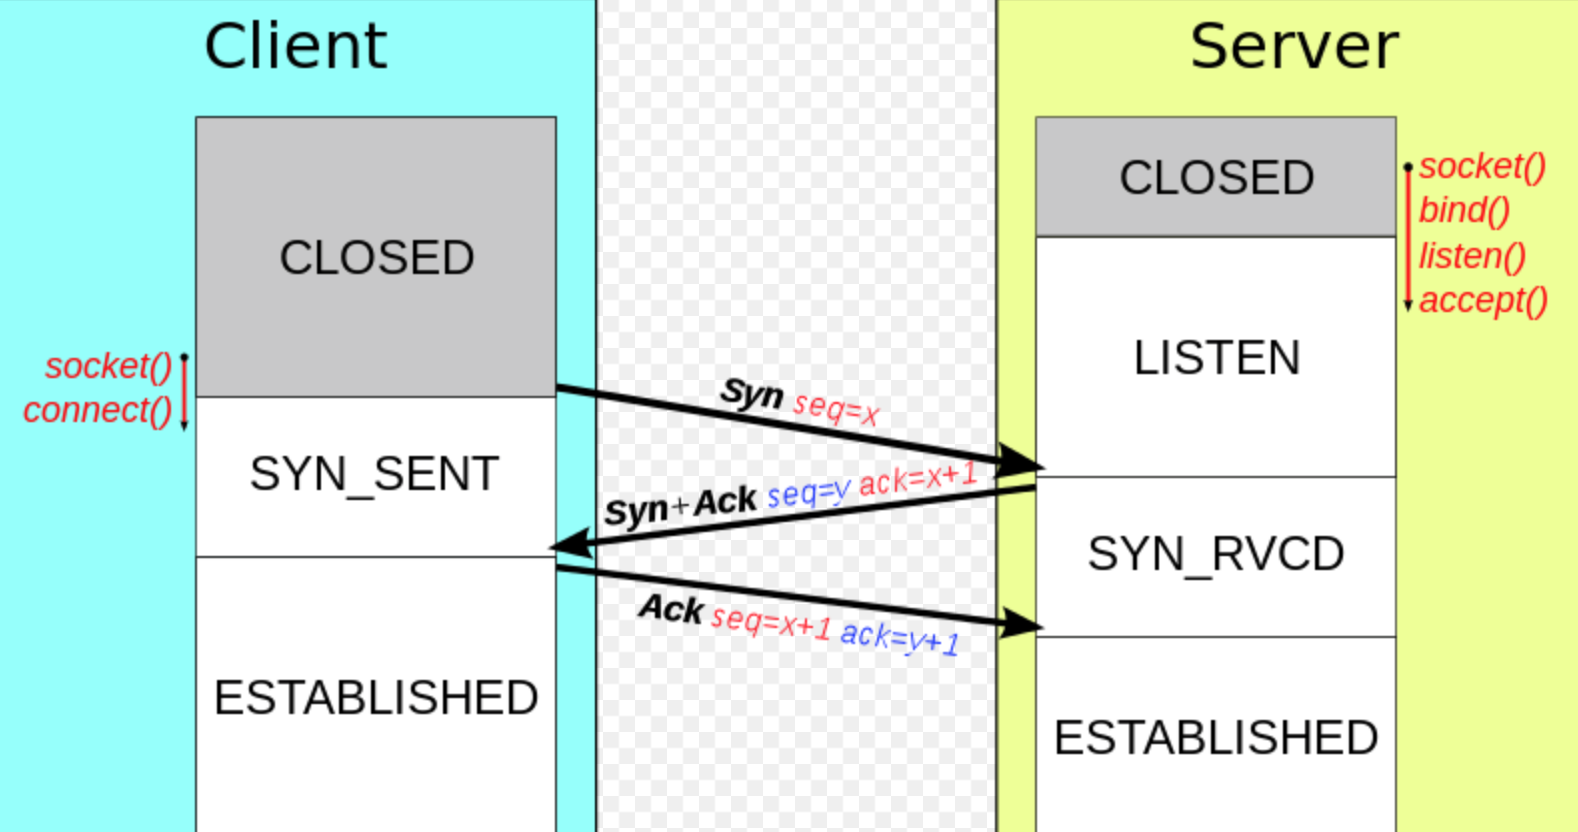 Client
Server
CLOSED
socket()
connect()
SYN_SENT
ESTABLISHED
Syn seq=x
Syn+Ack seq=y ack=x+1
Ack seq=x+1 ack=y+1
CLOSED
socket()
bind()
listen()
accept()
LISTEN
SYN_RVCD
ESTABLISHED